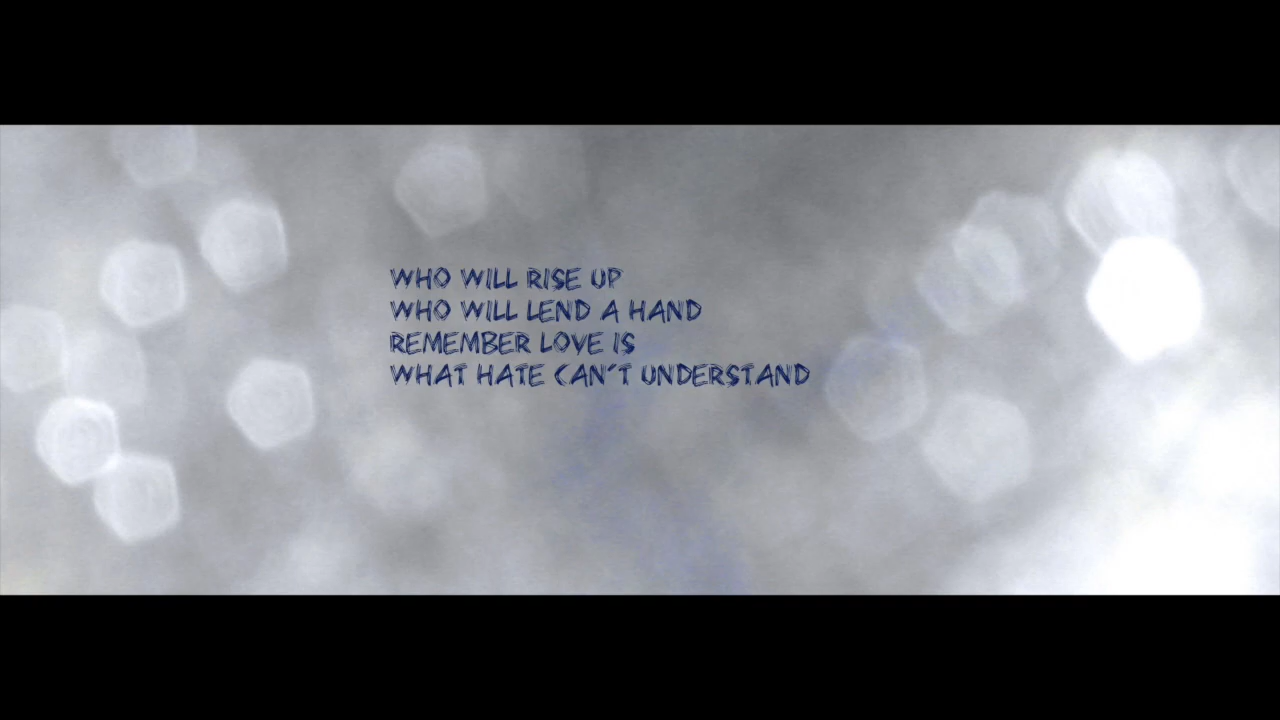 WHO WILL RISE UP
WHO WILL LEND A HAND
REMEMBER LOVE IS
WHAT HATE CAN'T UNDERSTAND